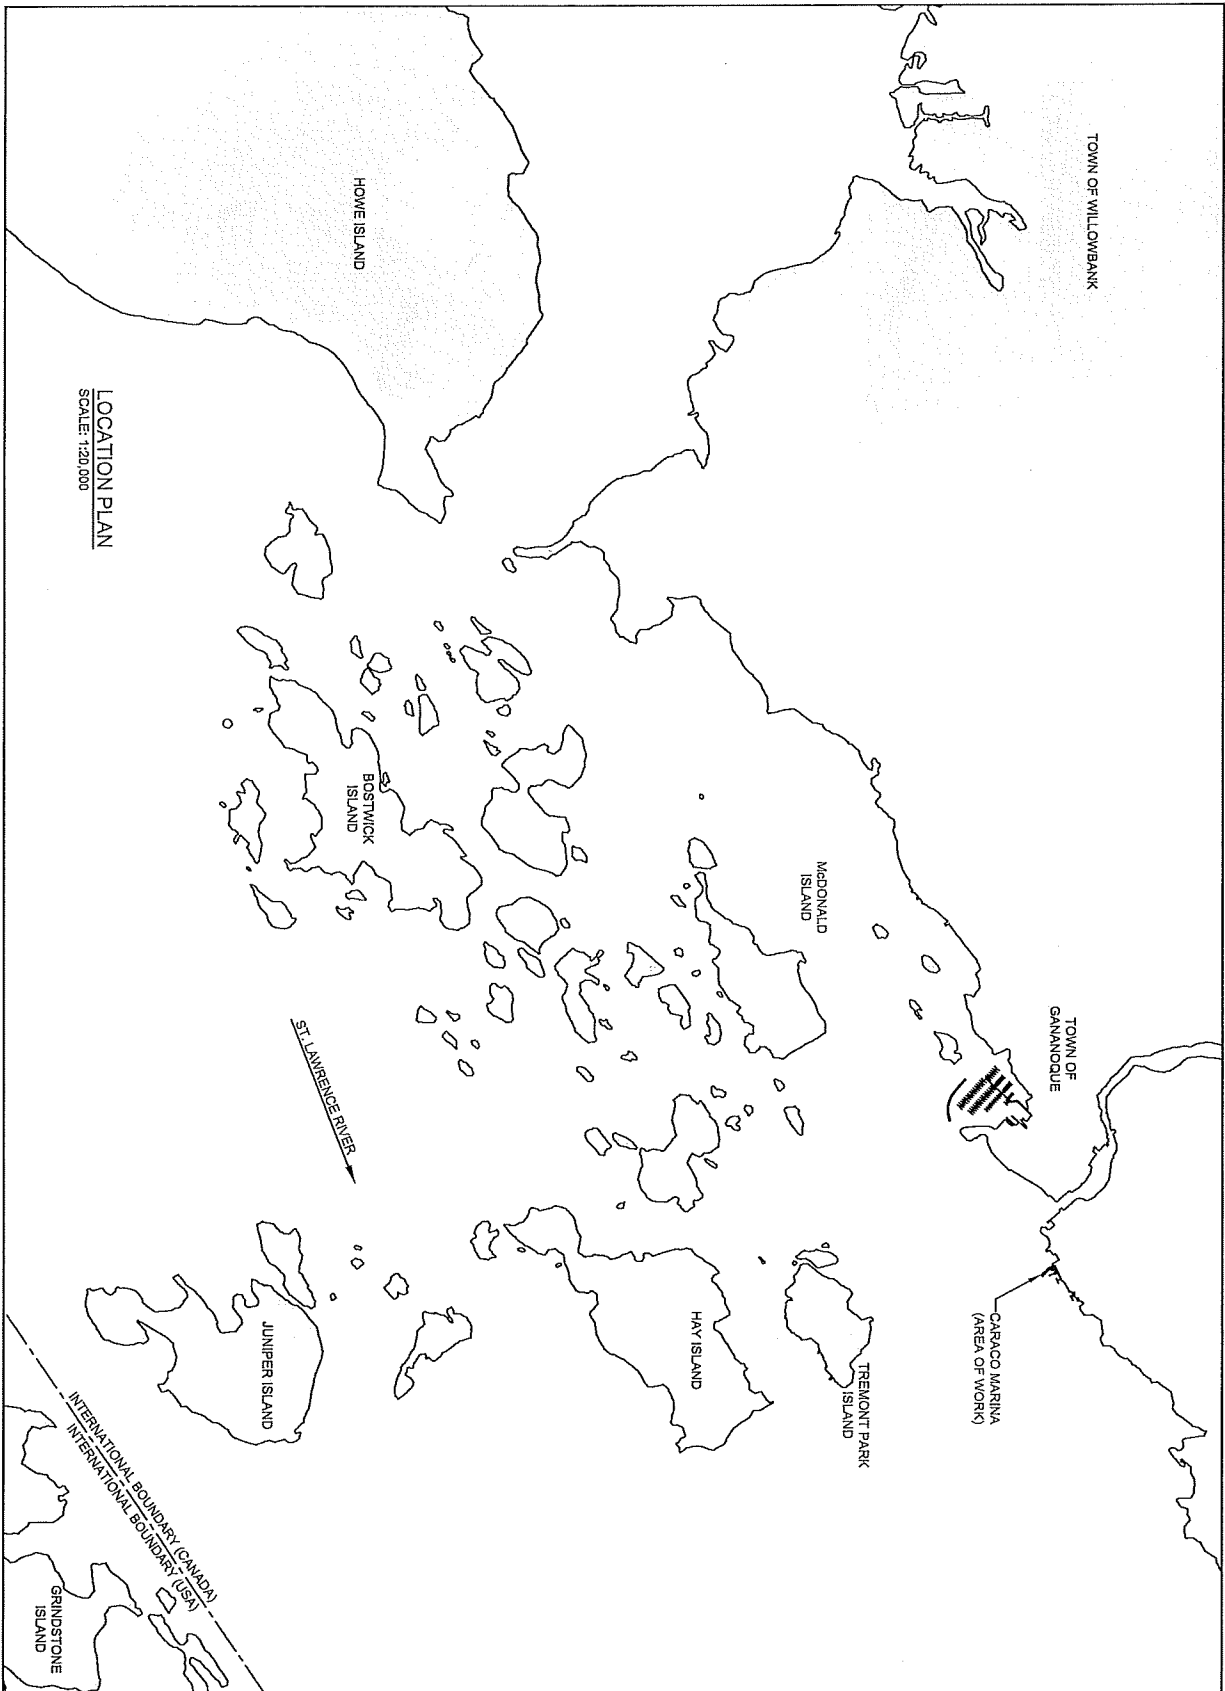 TOWN OF WILLOWBANK
TOWN OF
GANANOQUE
CARACO MARINA
(AREA OF WORK)
TREMONT PARK
ISLAND
McDONALD
ISLAND
HAY ISLAND
HOWE ISLAND
BOSTWICK
ISLAND
ST. LAWRENCE RIVER
JUNIPER ISLAND
INTERNATIONAL BOUNDARY (CANADA)
INTERNATIONAL BOUNDARY (USA)
GRINDSTONE
ISLAND
LOCATION PLAN
SCALE: 1:20,000